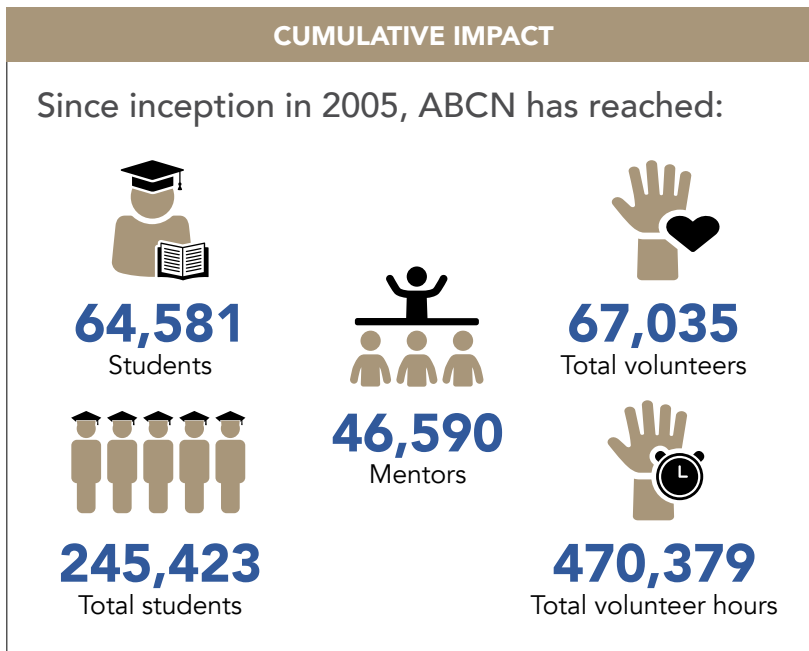 CUMULATIVE IMPACT
Since inception in 2005, ABCN has reached:
64,581
Students
245,423
Total students
46,590
Mentors
67,035
Total volunteers
470,379
Total volunteer hours